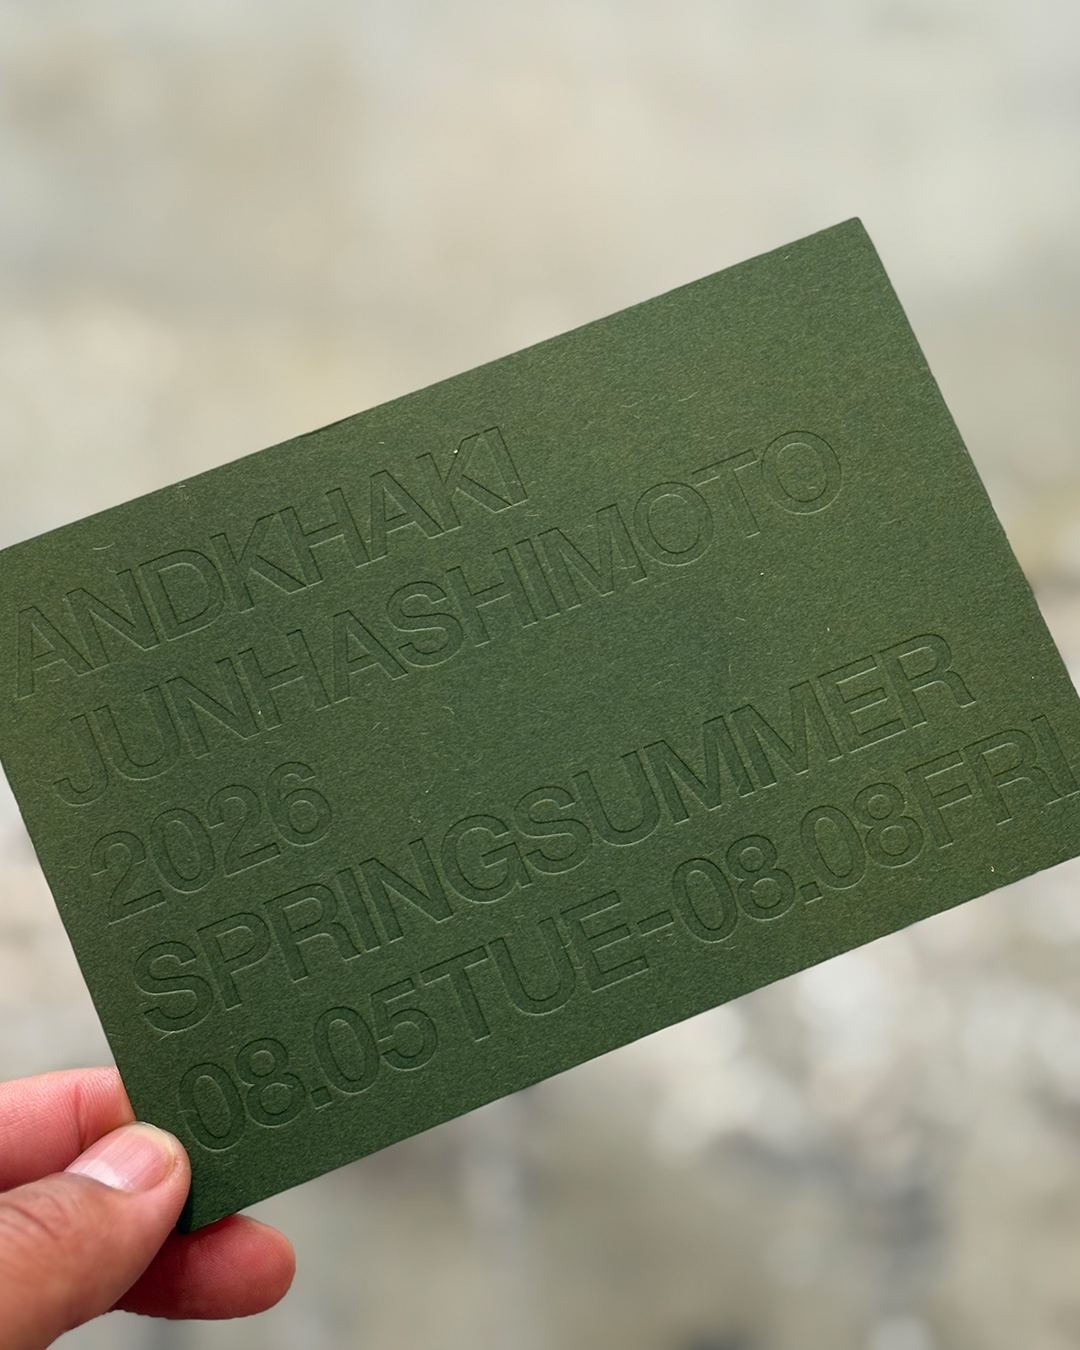 ANDKHAKI
JUNHASHIMOTO
2026
SPRINGSUMMER
08.05TUE-08.08FRI